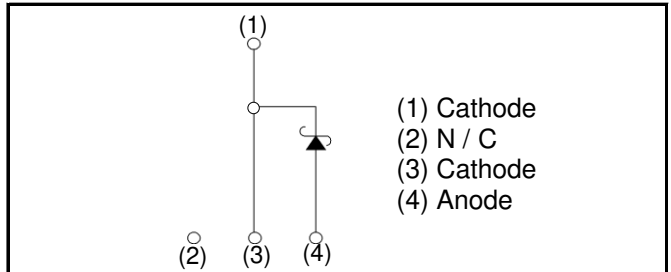 (1)
(1) Cathode
(2) N / C
(3) Cathode
(4) Anode
(2) (3) (4)